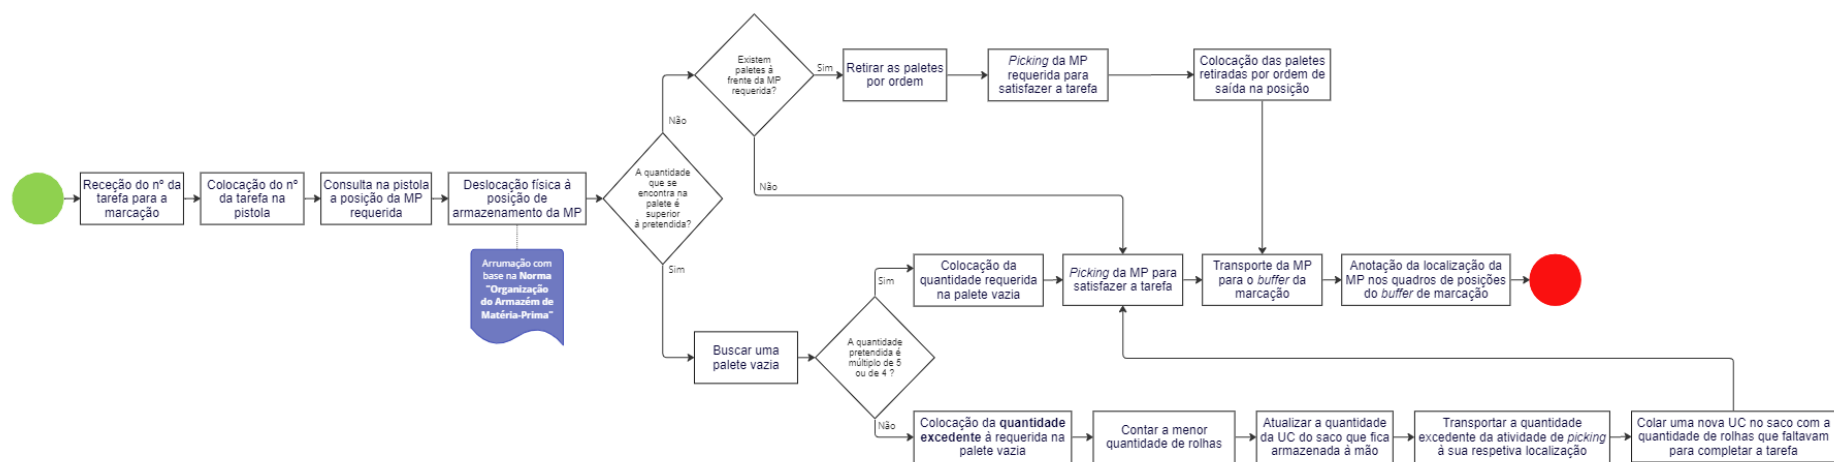 Receção do nº da
tarefa para a
marcação
Colocação do nº
da tarefa na
pistola
Consulta na pistola
a posição da MP
requerida
Deslocação física à
posição de
armazenamento da MP
Arrumação com
base na Norma
"Organização
do Armazém de
Matéria-Prima"
A quantidade
que se
encontra na
palete é
superior
à pretendida?
Não
Existem
paletes à
frente da MP
requerida?
Sim
Retirar as paletes
por ordem
Picking da MP
requerida para
satisfazer a tarefa
Colocação das paletes
retiradas por ordem de
saída na posição
Não
Sim
Buscar uma
palete vazia
A quantidade
pretendida é
múltiplo de 5
ou de 4 ?
Sim
Colocação da
quantidade requerida
na palete vazia
Picking da MP para
satisfazer a tarefa
Transporte da MP
para o buffer da
marcação
Anotação da localização da
MP nos quadros de posições
do buffer de marcação
Não
Colocação da quantidade
excedente à requerida na
palete vazia
Contar a menor
quantidade de rolhas
Atualizar a quantidade
da UC do saco que fica
armazenada à mão
Transportar a quantidade
excedente da atividade de picking
à sua respetiva localização
Colar uma nova UC no saco com a
quantidade de rolhas que faltavam
para completar a tarefa